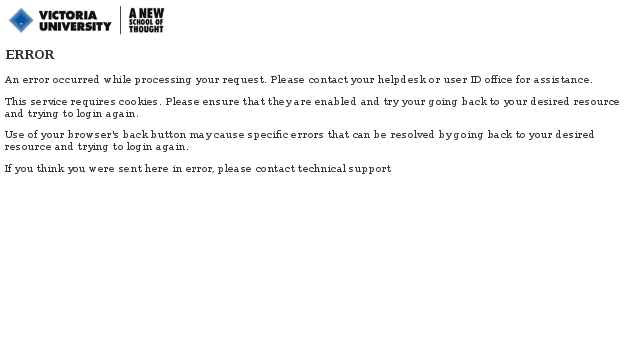 VICTORIA UNIVERSITY
A NEW SCHOOL OF THOUGHT
ERROR
An error occurred while processing your request. Please contact your helpdesk or user ID office for assistance.
This service requires cookies. Please ensure that they are enabled and try your going back to your desired resource
and trying to login again.
Use of your browser's back button may cause specific errors that can be resolved by going back to your desired
resource and trying to login again.
If you think you were sent here in error, please contact technical support